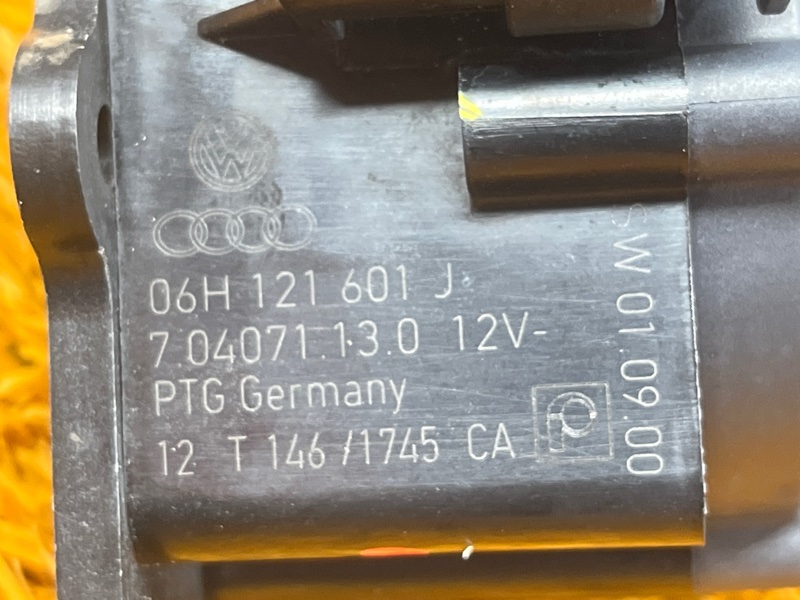 06H 121 601 J
7.04071.13.0 12V-
PTG Germany
12 T 146/1745 CA
SW 01.09.00